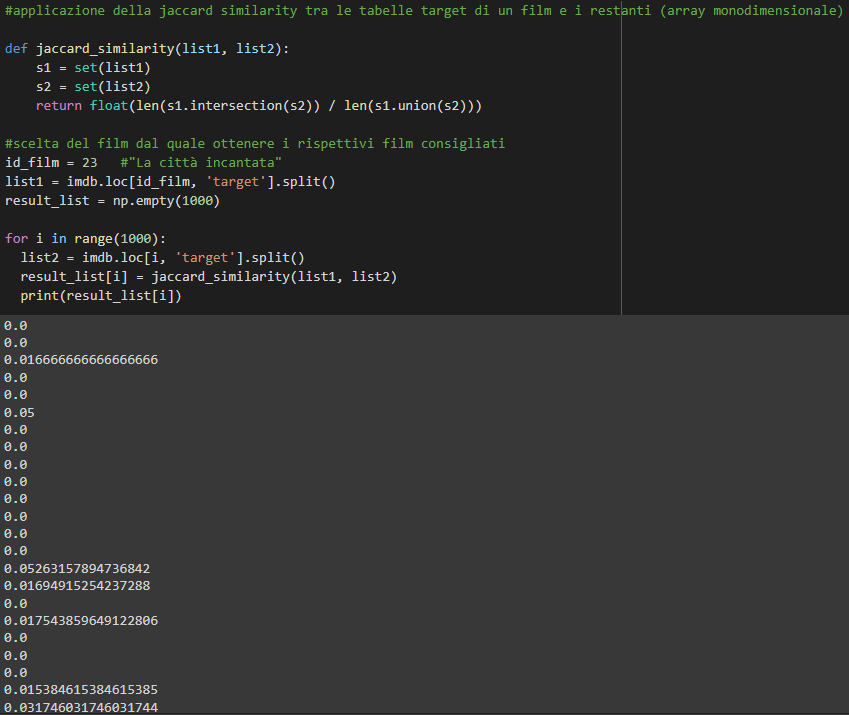 #applicazione della jaccard similarity tra le tabelle target di un film e i restanti (array monodimensionale)
def jaccard_similarity(list1, list2):
    s1 = set(list1)
    s2 = set(list2)
    return float(len(s1.intersection(s2)) / len(s1.union(s2)))
#scelta del film dal quale ottenere i rispettivi film consigliati
id_film = 23   #"La città incantata"
list1 = imdb.loc[id_film, 'target'].split()
result_list = np.empty(1000)
for i in range(1000):
  list2 = imdb.loc[i, 'target'].split()
  result_list[i] = jaccard_similarity(list1, list2)
  print(result_list[i])
0.0
0.0
0.016666666666666666
0.0
0.0
0.05
0.0
0.0
0.0
0.0
0.0
0.0
0.0
0.0
0.05263157894736842
0.01694915254237288
0.0
0.017543859649122806
0.0
0.0
0.0
0.015384615384615385
0.031746031746031744